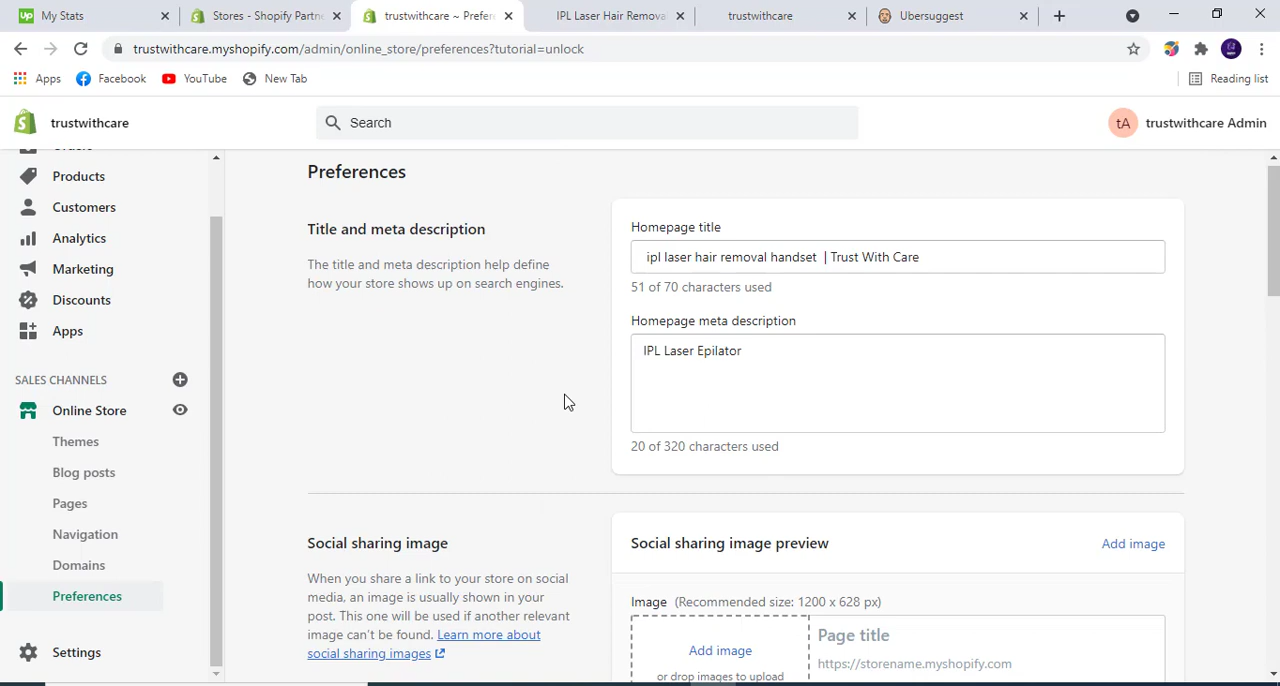 My Stats
Stores - Shopify Partne
trustwithcare ~ Prefere
IPL Laser Hair Remova
trustwithcare
Ubersuggest
trustwithcare.myshopify.com/admin/online_store/preferences?tutorial=unlock
Apps
Facebook
YouTube
New Tab
Reading list
trustwithcare
Search
tA
trustwithcare Admin
Orders
Products
Customers
Analytics
Marketing
Discounts
Apps
SALES CHANNELS
Online Store
Themes
Blog posts
Pages
Navigation
Domains
Preferences
Settings
Preferences
Title and meta description
The title and meta description help define
how your store shows up on search engines.
Homepage title
ipl laser hair removal handset | Trust With Care
51 of 70 characters used
Homepage meta description
IPL Laser Epilator
20 of 320 characters used
Social sharing image
When you share a link to your store on social
media, an image is usually shown in your
post. This one will be used if another relevant
image can't be found. Learn more about
social sharing images
Social sharing image preview
Add image
Image (Recommended size: 1200 x 628 px)
Add image
or drop images to upload
Page title
https://storename.myshopify.com